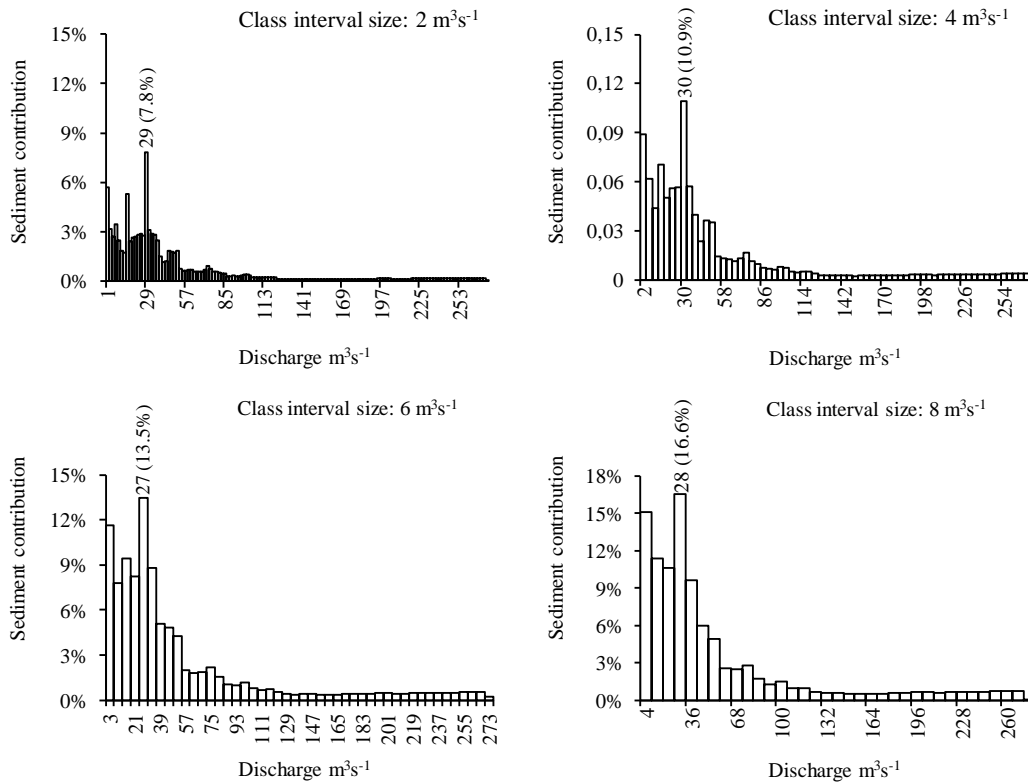 Class interval size: 2 m³s⁻¹
15%
12%
9%
6%
3%
0%
Sediment contribution
29 (7.8%)
1 29 57 85 113 141 169 197 225 253
Discharge m³s⁻¹
Class interval size: 4 m³s⁻¹
0,15
0,12
0,09
0,06
0,03
0
Sediment contribution
30 (10.9%)
2 30 58 86 114 142 170 198 226 254
Discharge m³s⁻¹
Class interval size: 6 m³s⁻¹
15%
12%
9%
6%
3%
0%
Sediment contribution
27 (13.5%)
3 21 39 57 75 93 111 129 147 165 183 201 219 237 255 273
Discharge m³s⁻¹
Class interval size: 8 m³s⁻¹
18%
15%
12%
9%
6%
3%
0%
Sediment contribution
28 (16.6%)
4 36 68 100 132 164 196 228 260
Discharge m³s⁻¹